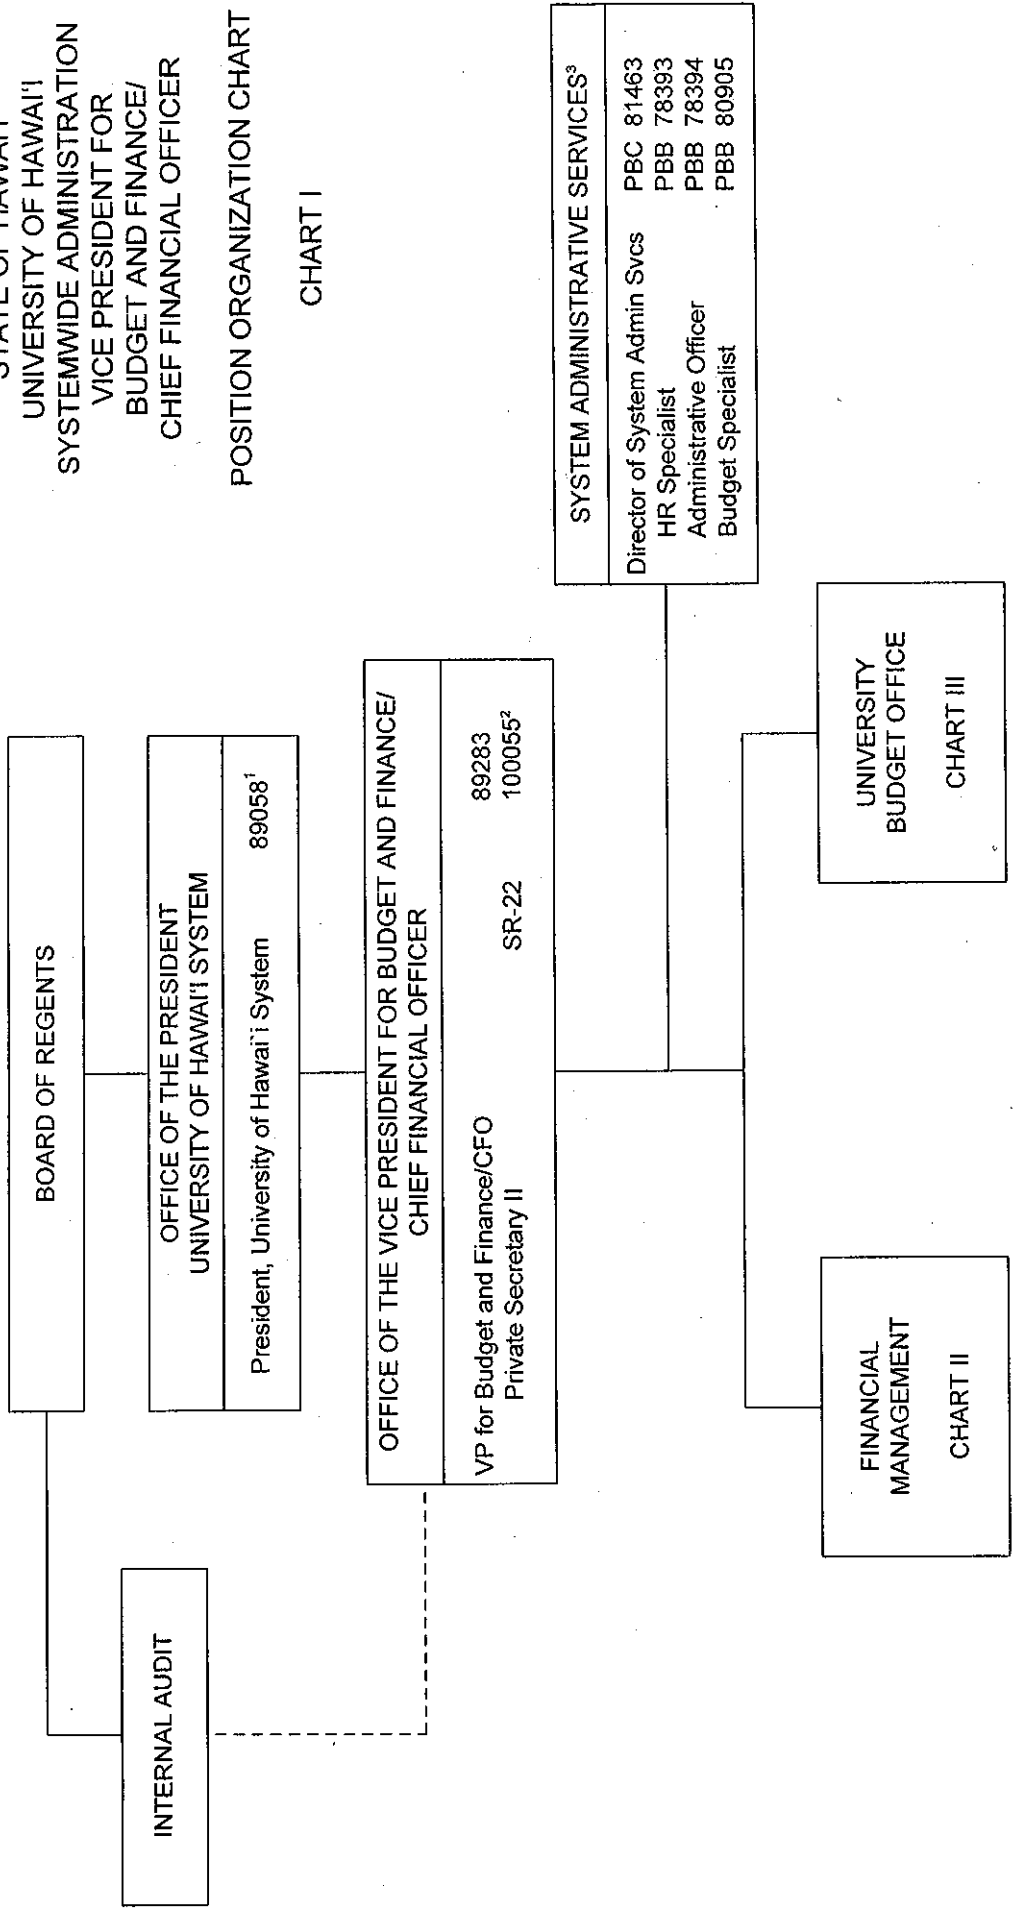 STATE OF HAWAI'I
UNIVERSITY OF HAWAI'I
SYSTEMWIDE ADMINISTRATION
VICE PRESIDENT FOR
BUDGET AND FINANCE/
CHIEF FINANCIAL OFFICER
POSITION ORGANIZATION CHART
CHART I
BOARD OF REGENTS
INTERNAL AUDIT
OFFICE OF THE PRESIDENT
UNIVERSITY OF HAWAI'I SYSTEM
President, University of Hawai`i System 89058¹
OFFICE OF THE VICE PRESIDENT FOR BUDGET AND FINANCE/
CHIEF FINANCIAL OFFICER
VP for Budget and Finance/CFO 89283
Private Secretary II SR-22 100055²
SYSTEM ADMINISTRATIVE SERVICES³
Director of System Admin Svcs PBC 81463
HR Specialist PBB 78393
Administrative Officer PBB 78394
Budget Specialist PBB 80905
FINANCIAL
MANAGEMENT
CHART II
UNIVERSITY
BUDGET OFFICE
CHART III